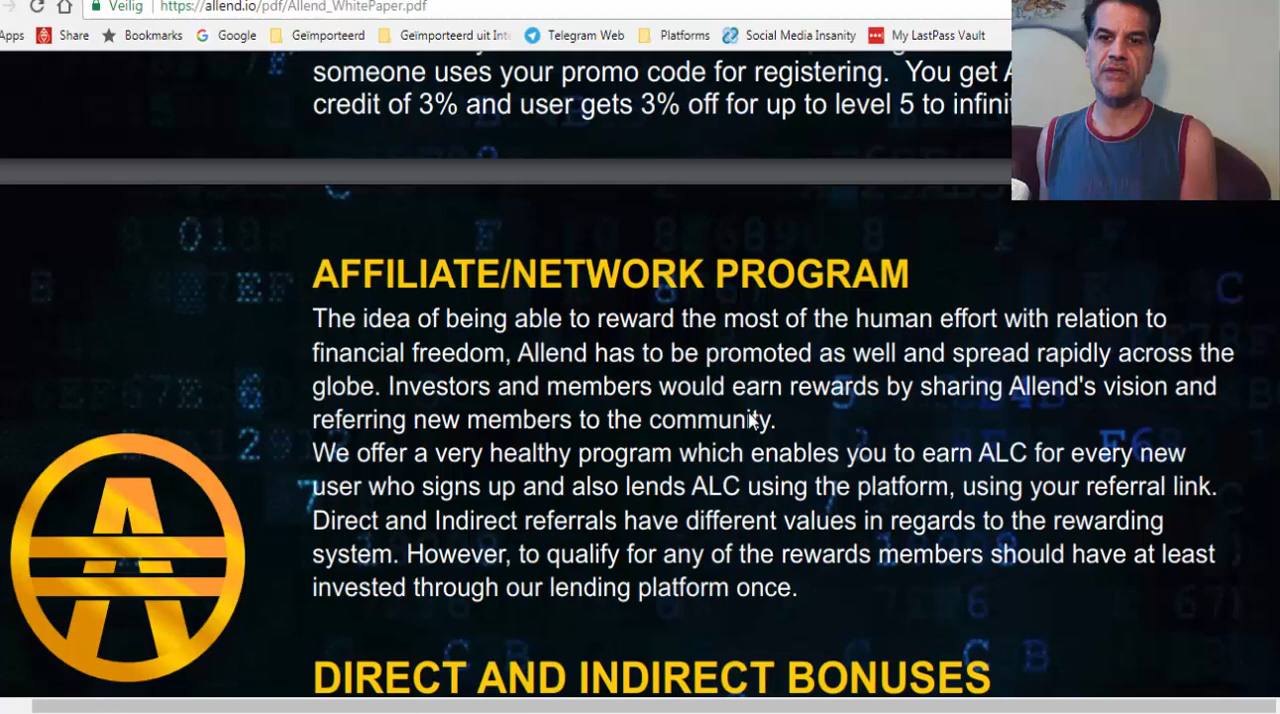 Veilig https://allend.io/pdf/Allend_WhitePaper.pdf
Apps Share Bookmarks Google Geïmporteerd Geïmporteerd uit Int Telegram Web Platforms Social Media Insanity My LastPass Vault
someone uses your promo code for registering. You get
credit of 3% and user gets 3% off for up to level 5 to
AFFILIATE/NETWORK PROGRAM
The idea of being able to reward the most of the human effort with relation to
financial freedom, Allend has to be promoted as well and spread rapidly across the
globe. Investors and members would earn rewards by sharing Allend's vision and
referring new members to the community.
We offer a very healthy program which enables you to earn ALC for every new
user who signs up and also lends ALC using the platform, using your referral link.
Direct and Indirect referrals have different values in regards to the rewarding
system. However, to qualify for any of the rewards members should have at least
invested through our lending platform once.
DIRECT AND INDIRECT BONUSES